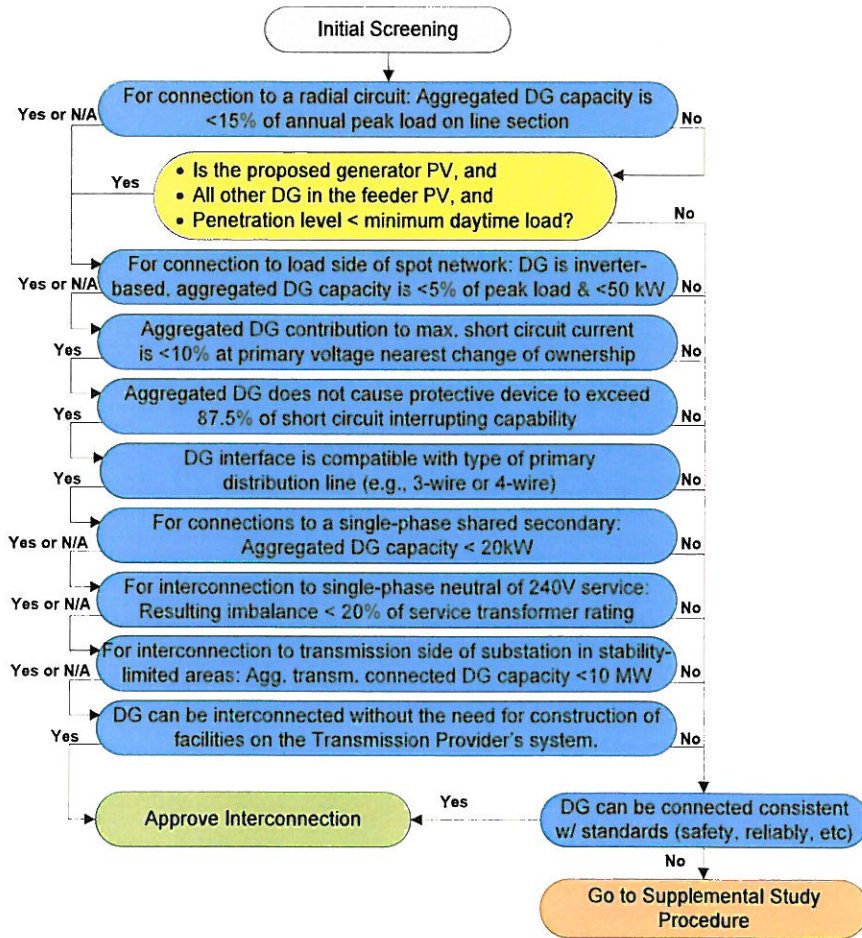 Initial Screening
Yes or N/A
For connection to a radial circuit: Aggregated DG capacity is
<15% of annual peak load on line section
No
Yes
• Is the proposed generator PV, and
• All other DG in the feeder PV, and
• Penetration level < minimum daytime load?
No
Yes or N/A
For connection to load side of spot network: DG is inverter-
based, aggregated DG capacity is <5% of peak load & <50 kW
No
Yes
Aggregated DG contribution to max. short circuit current
is <10% at primary voltage nearest change of ownership
No
Yes
Aggregated DG does not cause protective device to exceed
87.5% of short circuit interrupting capability
No
Yes
DG interface is compatible with type of primary
distribution line (e.g., 3-wire or 4-wire)
No
Yes or N/A
For connections to a single-phase shared secondary:
Aggregated DG capacity < 20kW
No
Yes or N/A
For interconnection to single-phase neutral of 240V service:
Resulting imbalance < 20% of service transformer rating
No
Yes or N/A
For interconnection to transmission side of substation in stability-
limited areas: Agg. transm. connected DG capacity <10 MW
No
Yes
DG can be interconnected without the need for construction of
facilities on the Transmission Provider's system.
No
Approve Interconnection
Yes
DG can be connected consistent
w/ standards (safety, reliably, etc)
No
Go to Supplemental Study
Procedure